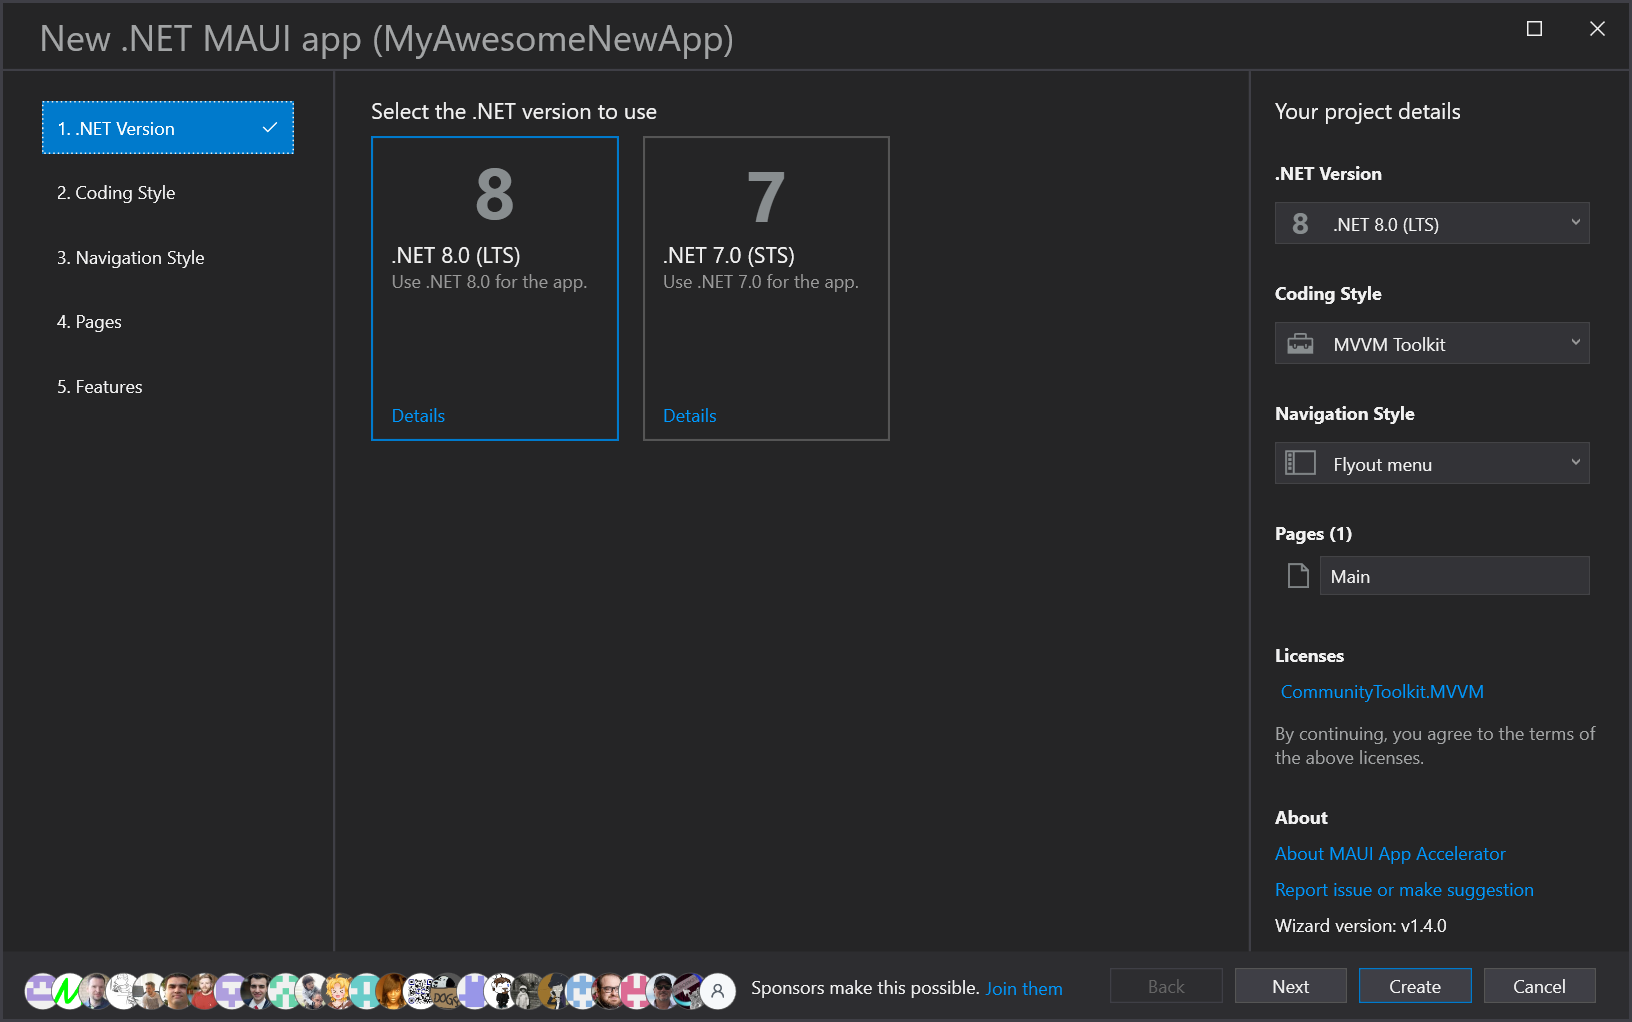 New .NET MAUI app (MyAwesomeNewApp)
1. .NET Version
2. Coding Style
3. Navigation Style
4. Pages
5. Features
Select the .NET version to use
8
.NET 8.0 (LTS)
Use .NET 8.0 for the app.
Details
7
.NET 7.0 (STS)
Use .NET 7.0 for the app.
Details
Your project details
.NET Version
8 .NET 8.0 (LTS)
Coding Style
MVVM Toolkit
Navigation Style
Flyout menu
Pages (1)
Main
Licenses
CommunityToolkit.MVVM
By continuing, you agree to the terms of
the above licenses.
About
About MAUI App Accelerator
Report issue or make suggestion
Wizard version: v1.4.0
DOGS
Sponsors make this possible. Join them
Back
Next
Create
Cancel